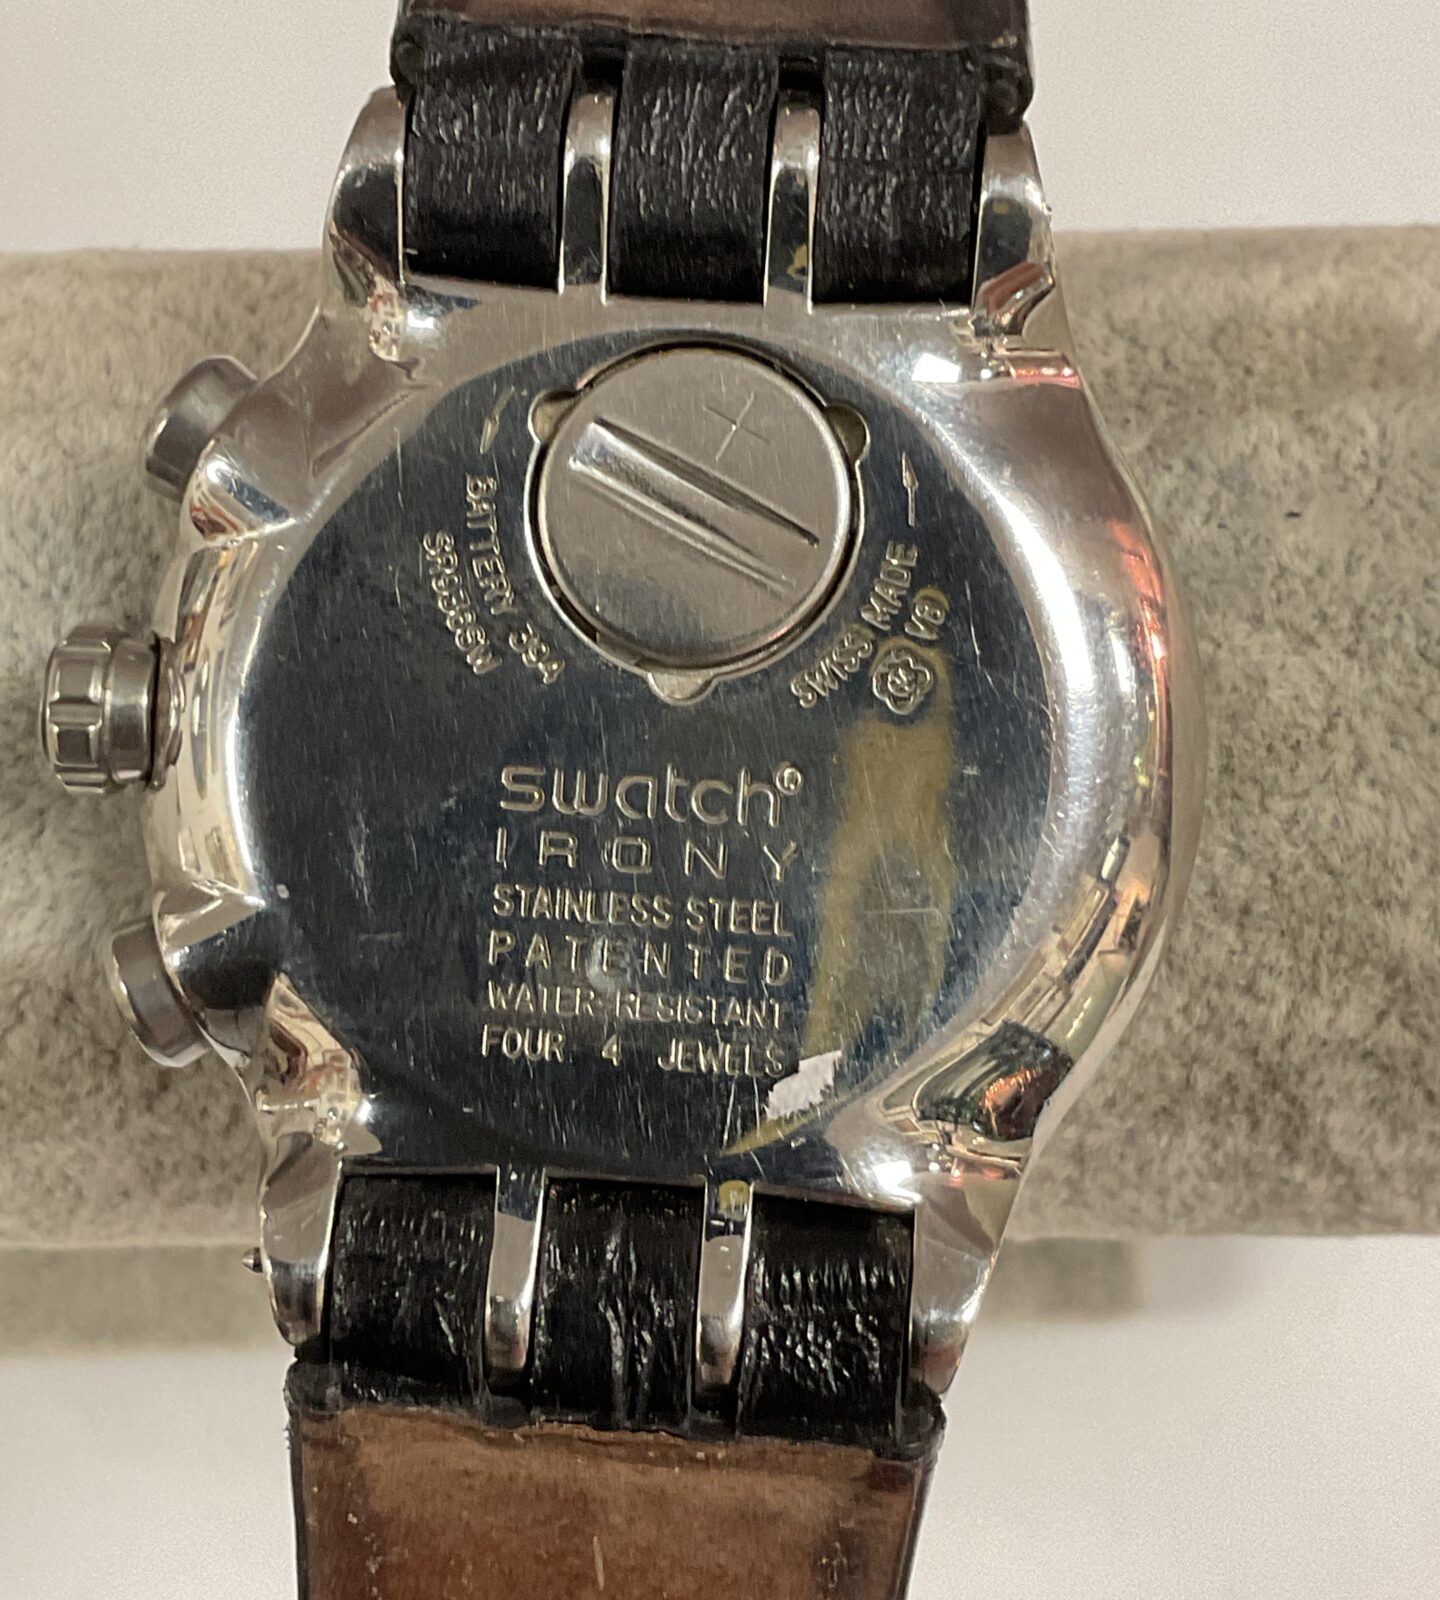 +
BATTERY 394
SR936SW
SWISS MADE
V8
swatch®
IRONY
STAINLESS STEEL
PATENTED
WATER-RESISTANT
FOUR 4 JEWELS